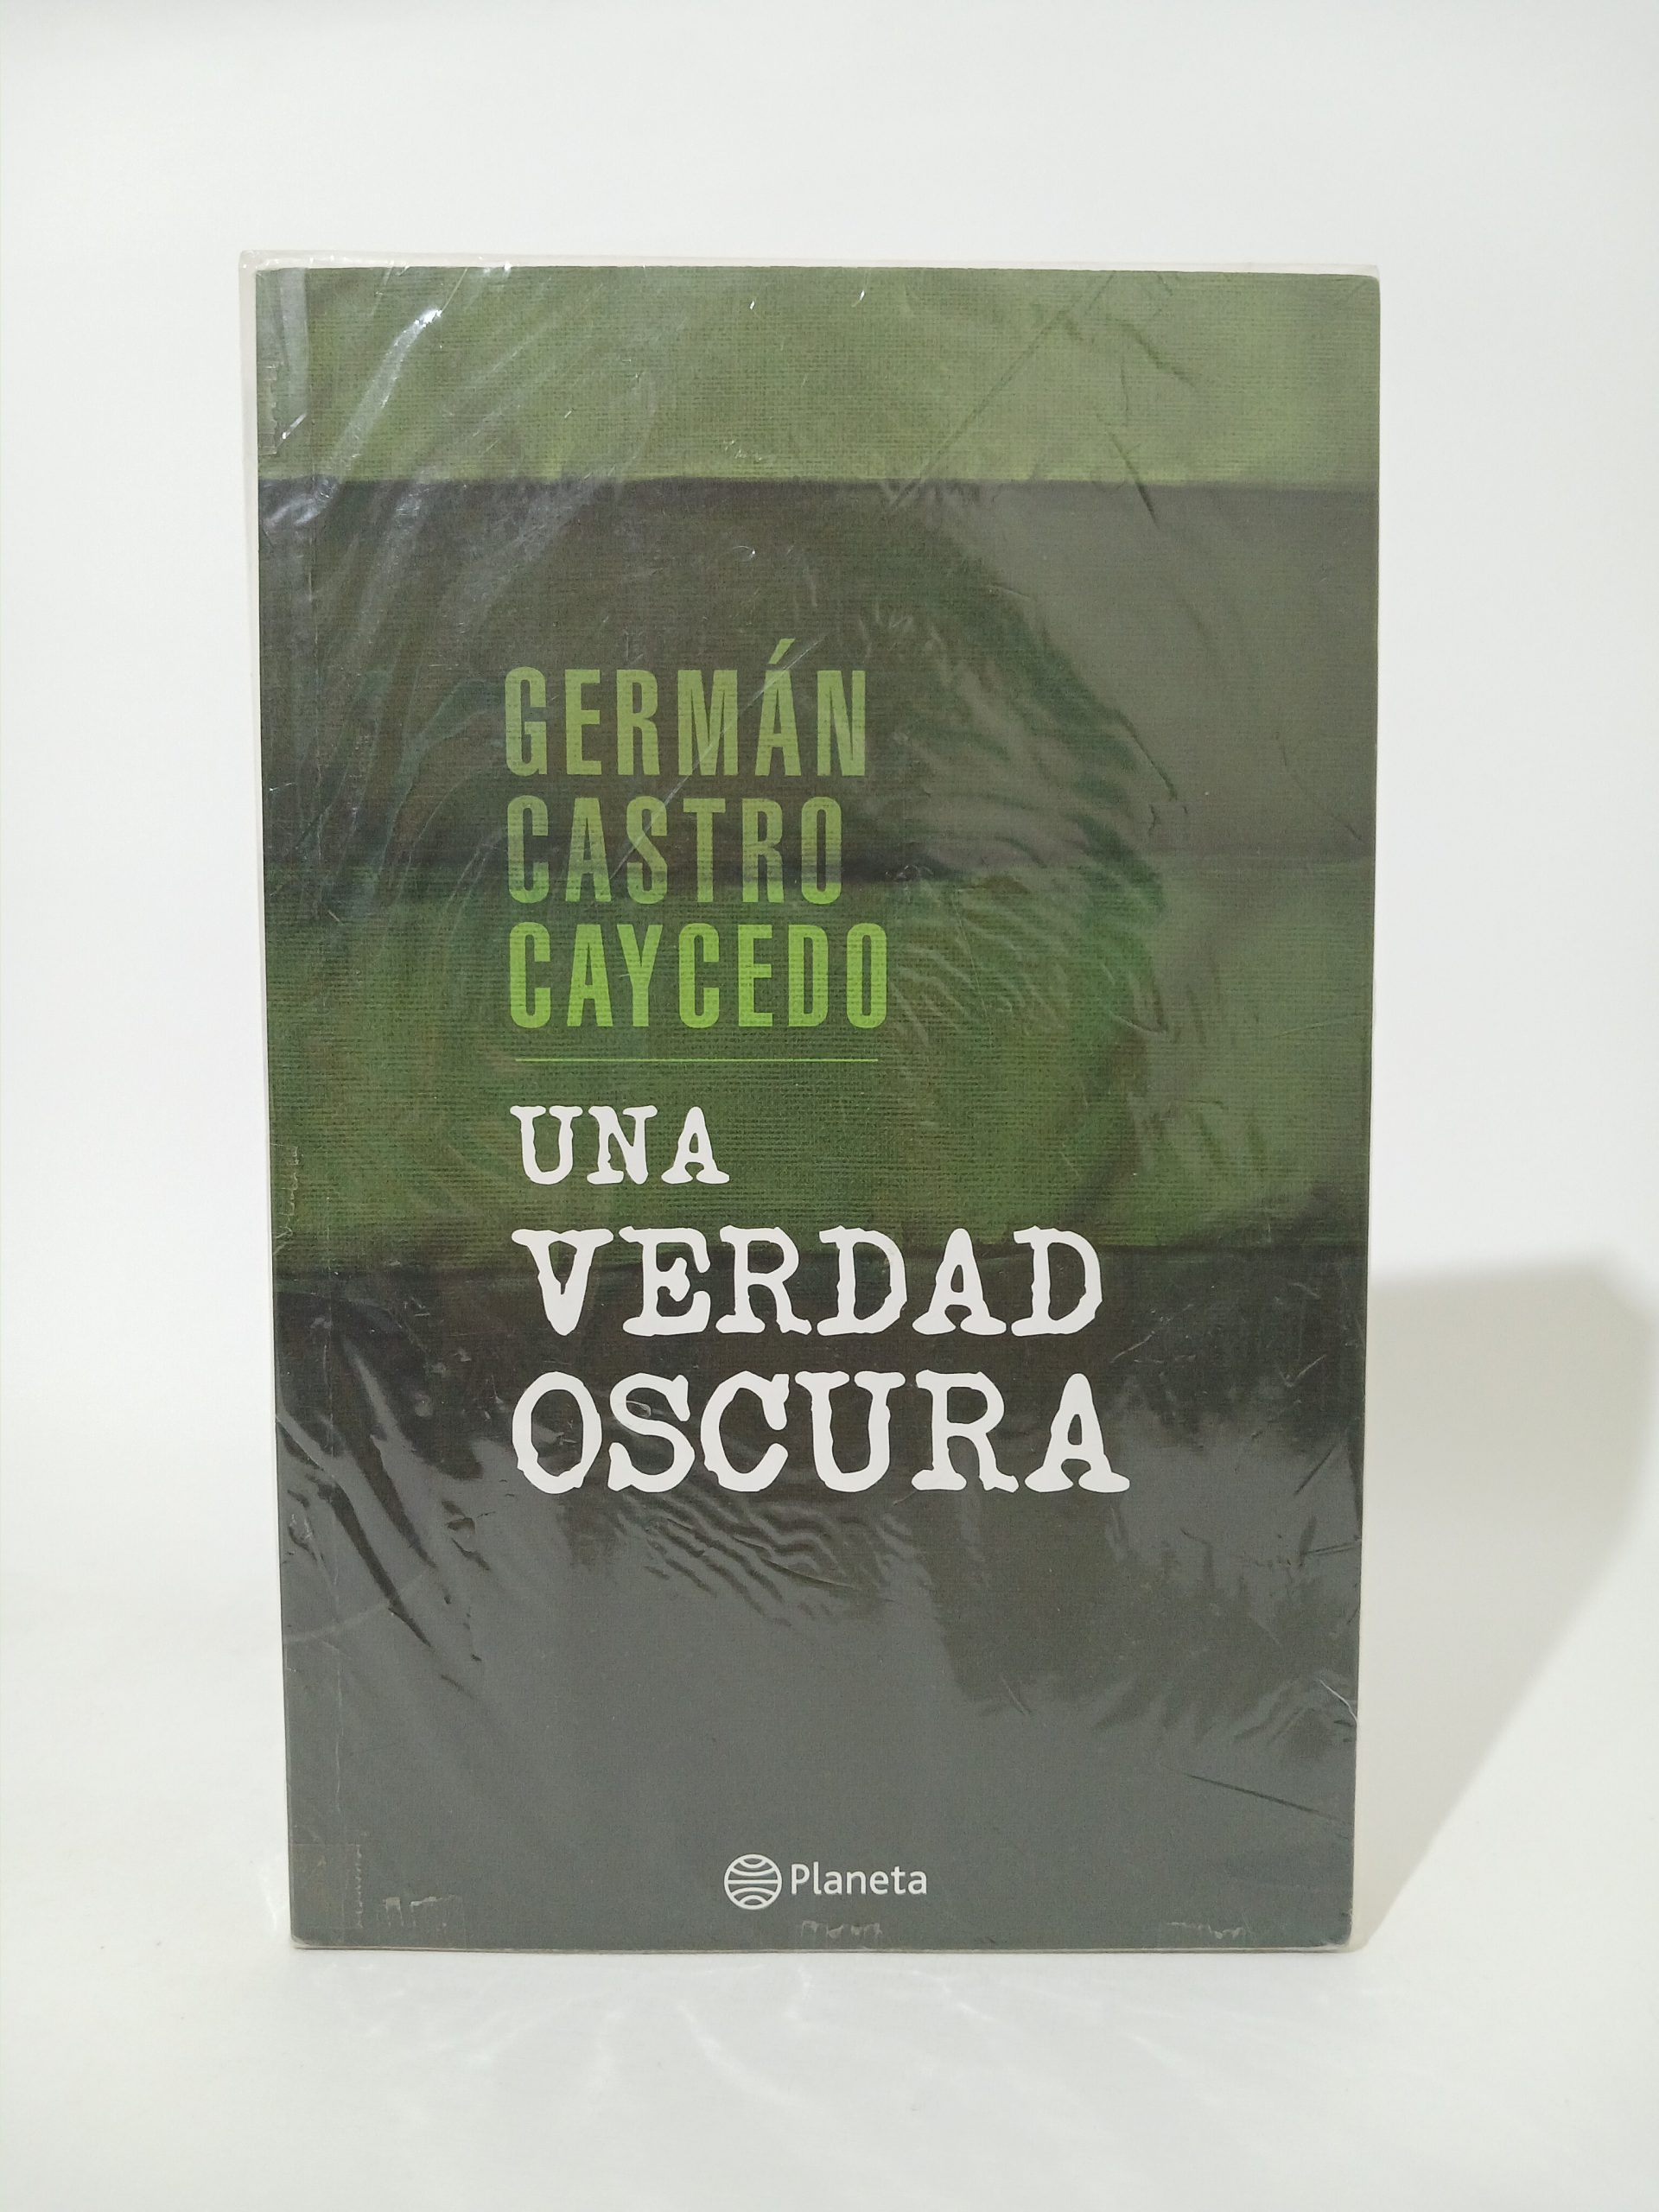 GERMÁN
CASTRO
CAYCEDO
UNA
VERDAD
OSCURA
Planeta